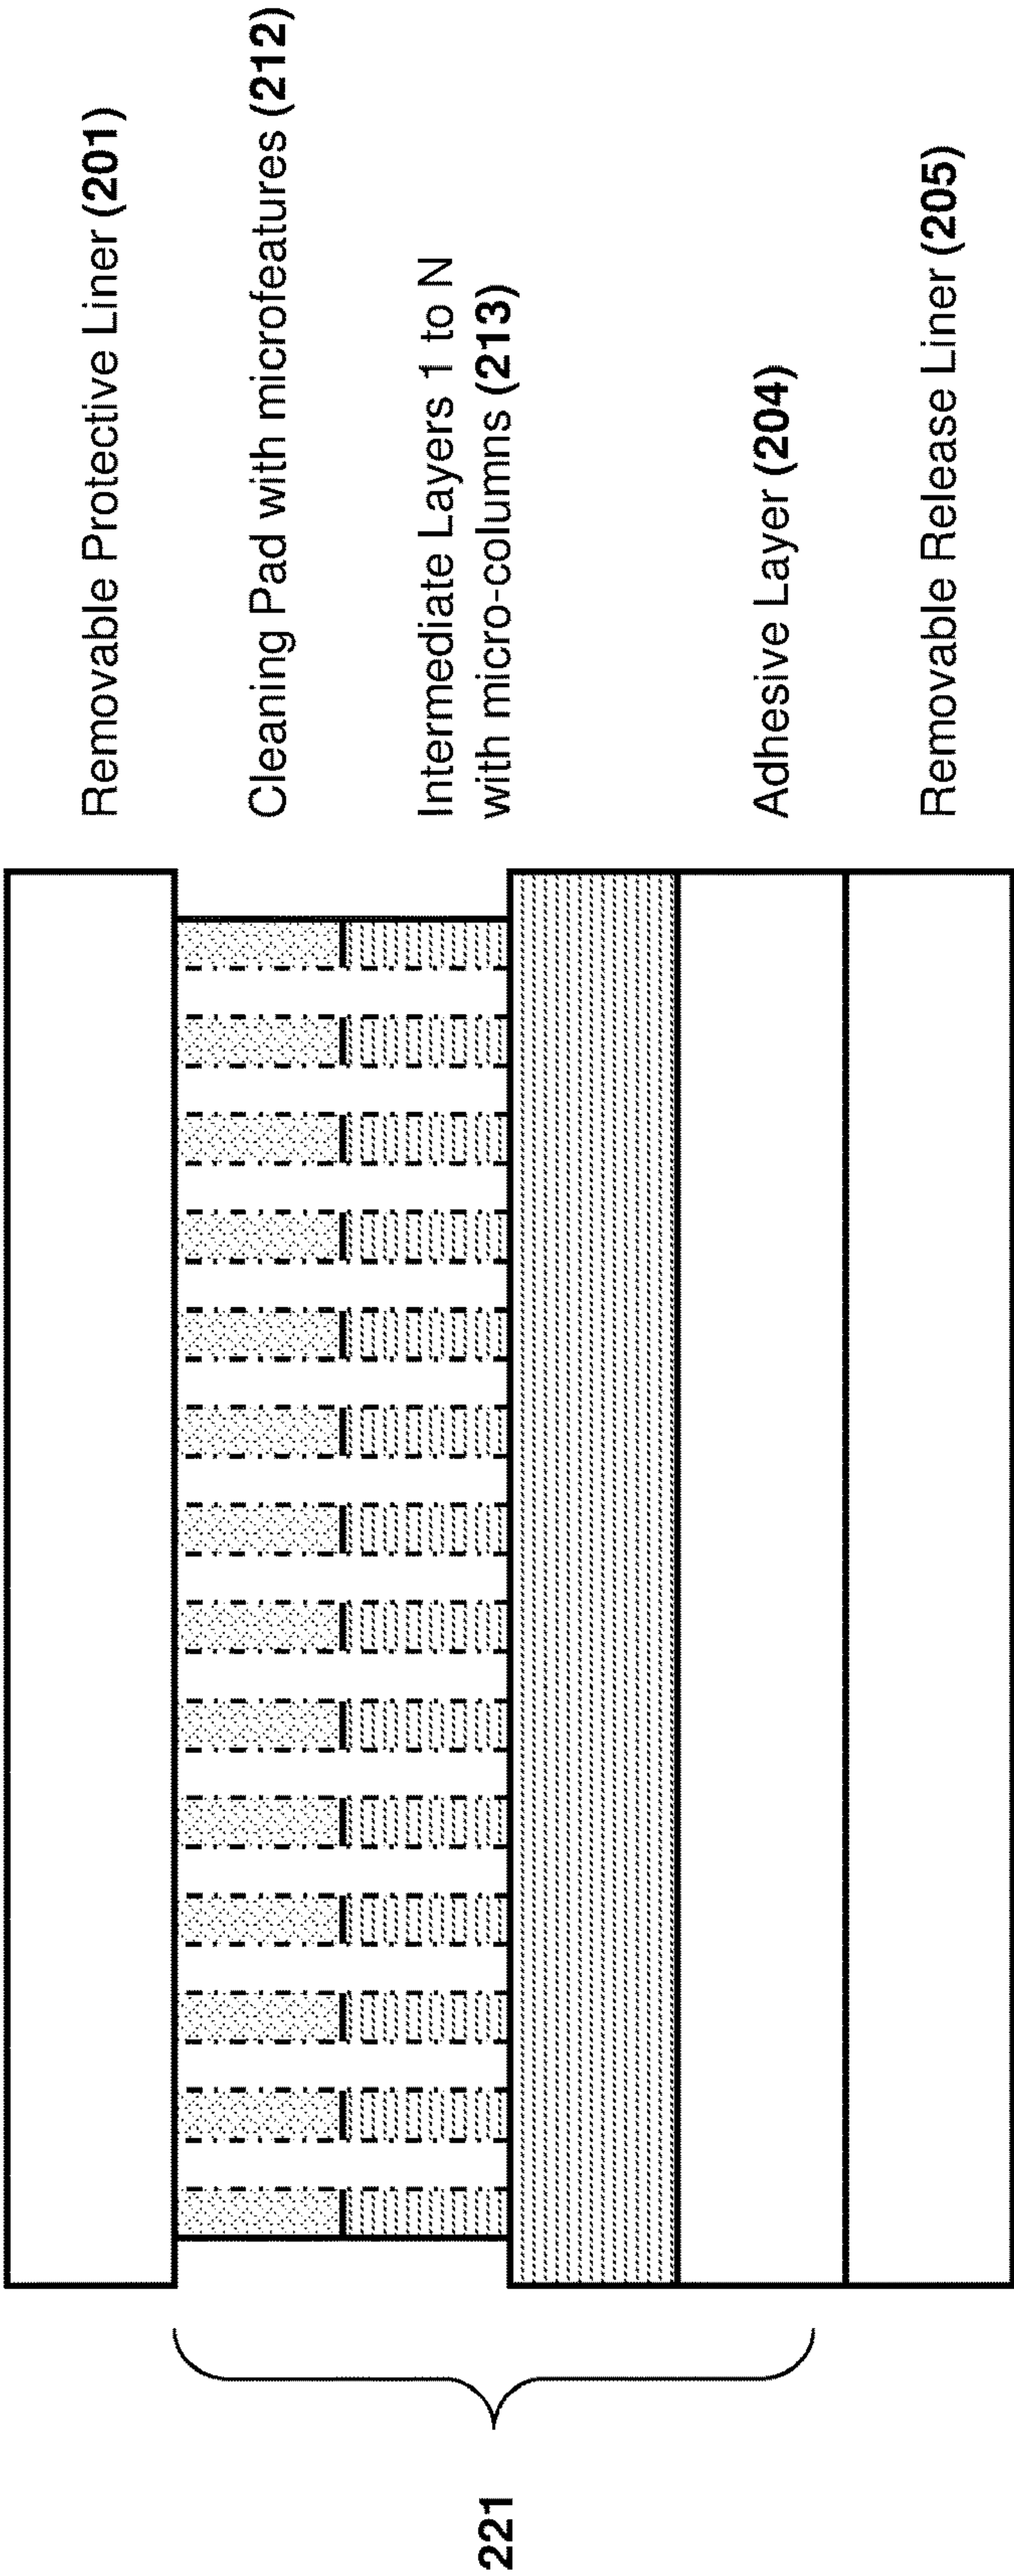 Removable Protective Liner (201)
Cleaning Pad with microfeatures (212)
Intermediate Layers 1 to N
with micro-columns (213)
Adhesive Layer (204)
Removable Release Liner (205)
221